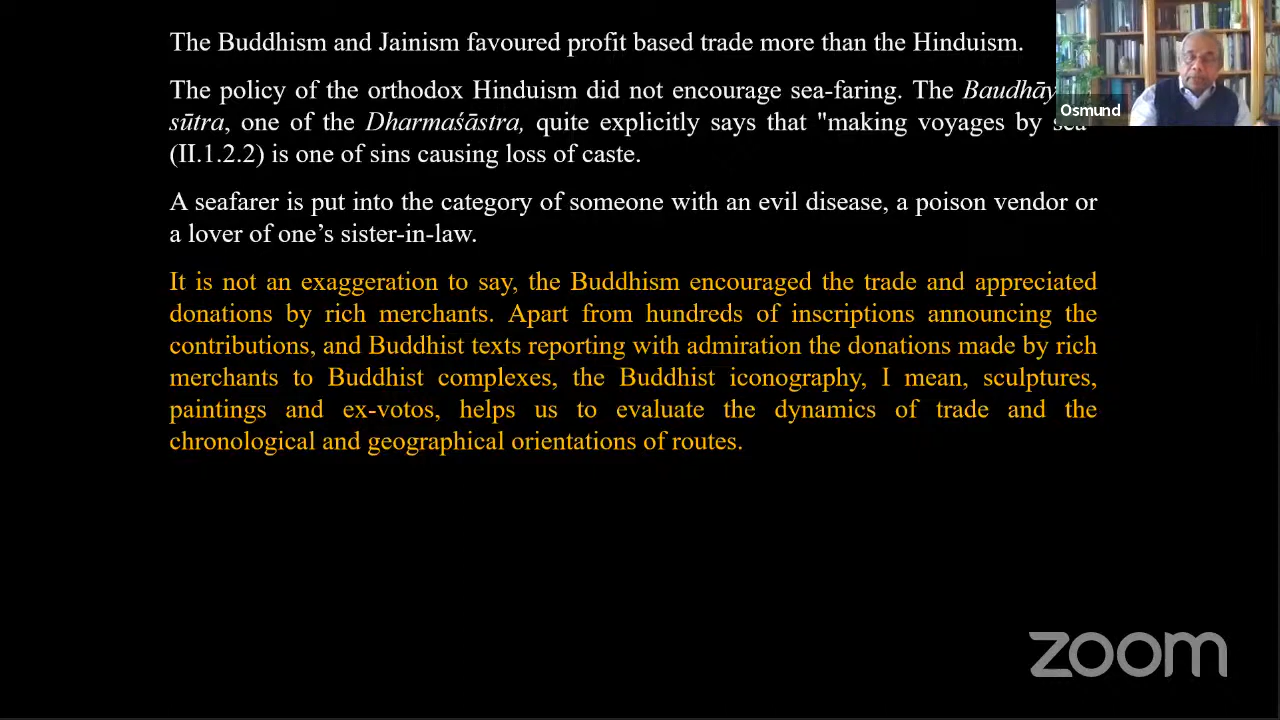 The Buddhism and Jainism favoured profit based trade more than the Hinduism.
The policy of the orthodox Hinduism did not encourage sea-faring. The
sūtra, one of the Dharmaśāstra, quite explicitly says that "making voyages by sea
(II.1.2.2) is one of sins causing loss of caste.
A seafarer is put into the category of someone with an evil disease, a poison vendor or
a lover of one’s sister-in-law.
It is not an exaggeration to say, the Buddhism encouraged the trade and appreciated
donations by rich merchants. Apart from hundreds of inscriptions announcing the
contributions, and Buddhist texts reporting with admiration the donations made by rich
merchants to Buddhist complexes, the Buddhist iconography, I mean, sculptures,
paintings and ex-votos, helps us to evaluate the dynamics of trade and the
chronological and geographical orientations of routes.
Osmund
zoom